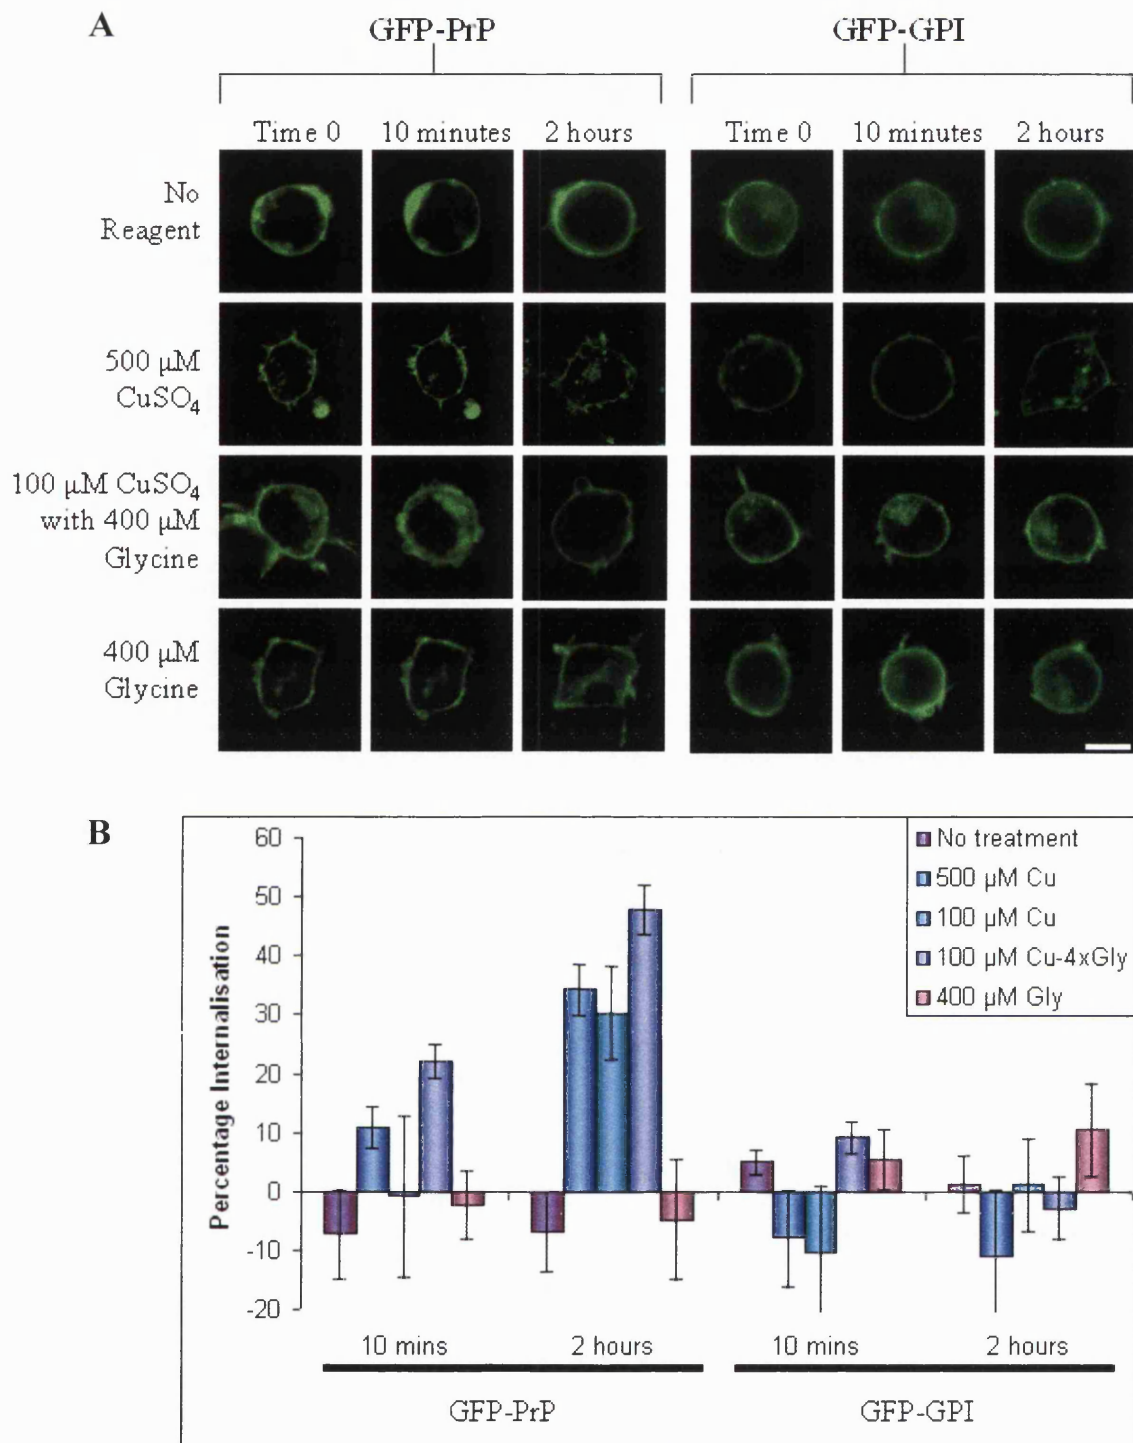 A
GFP-PrP
GFP-GPI
Time 0
10 minutes
2 hours
Time 0
10 minutes
2 hours
No
Reagent
500 µM
CuSO₄
100 µM CuSO₄
with 400 µM
Glycine
400 µM
Glycine
B
60
50
40
30
20
10
0
-10
-20
Percentage Internalisation
No treatment
500 µM Cu
100 µM Cu
100 µM Cu-4xGly
400 µM Gly
10 mins
2 hours
10 mins
2 hours
GFP-PrP
GFP-GPI